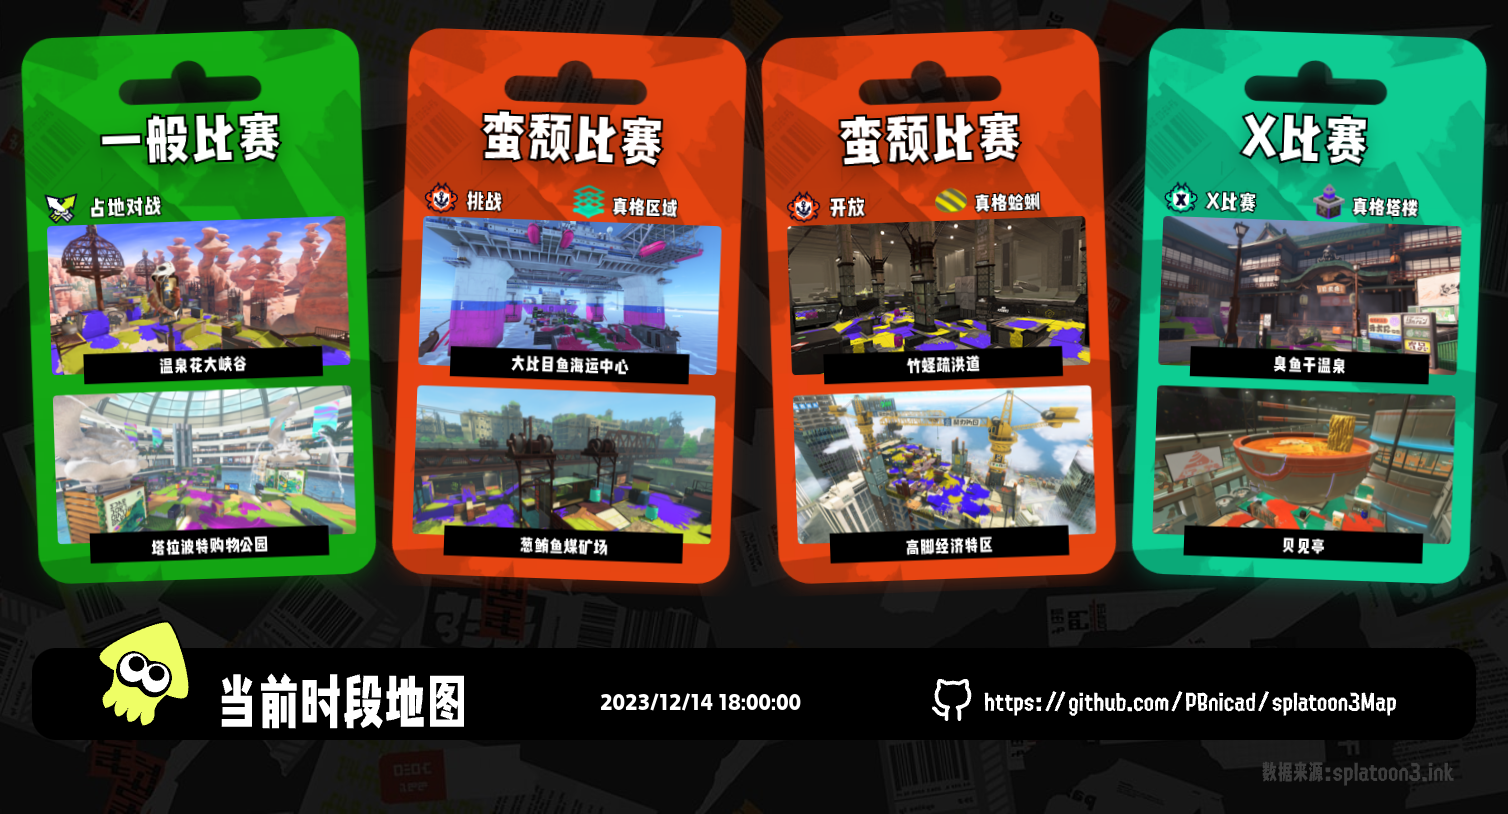 一般比赛
占地对战
温泉花大峡谷
塔拉波特购物公园
蛮颓比赛
挑战
真格区域
大比目鱼海运中心
葱鲔鱼煤矿场
蛮颓比赛
开放
真格蛤蜊
竹蛏疏洪道
高脚经济特区
X比赛
X比赛
真格塔楼
臭鱼干温泉
贝见亭
当前时段地图
2023/12/14 18:00:00
https://github.com/PBnicad/splatoon3Map
数据来源:splatoon3.ink